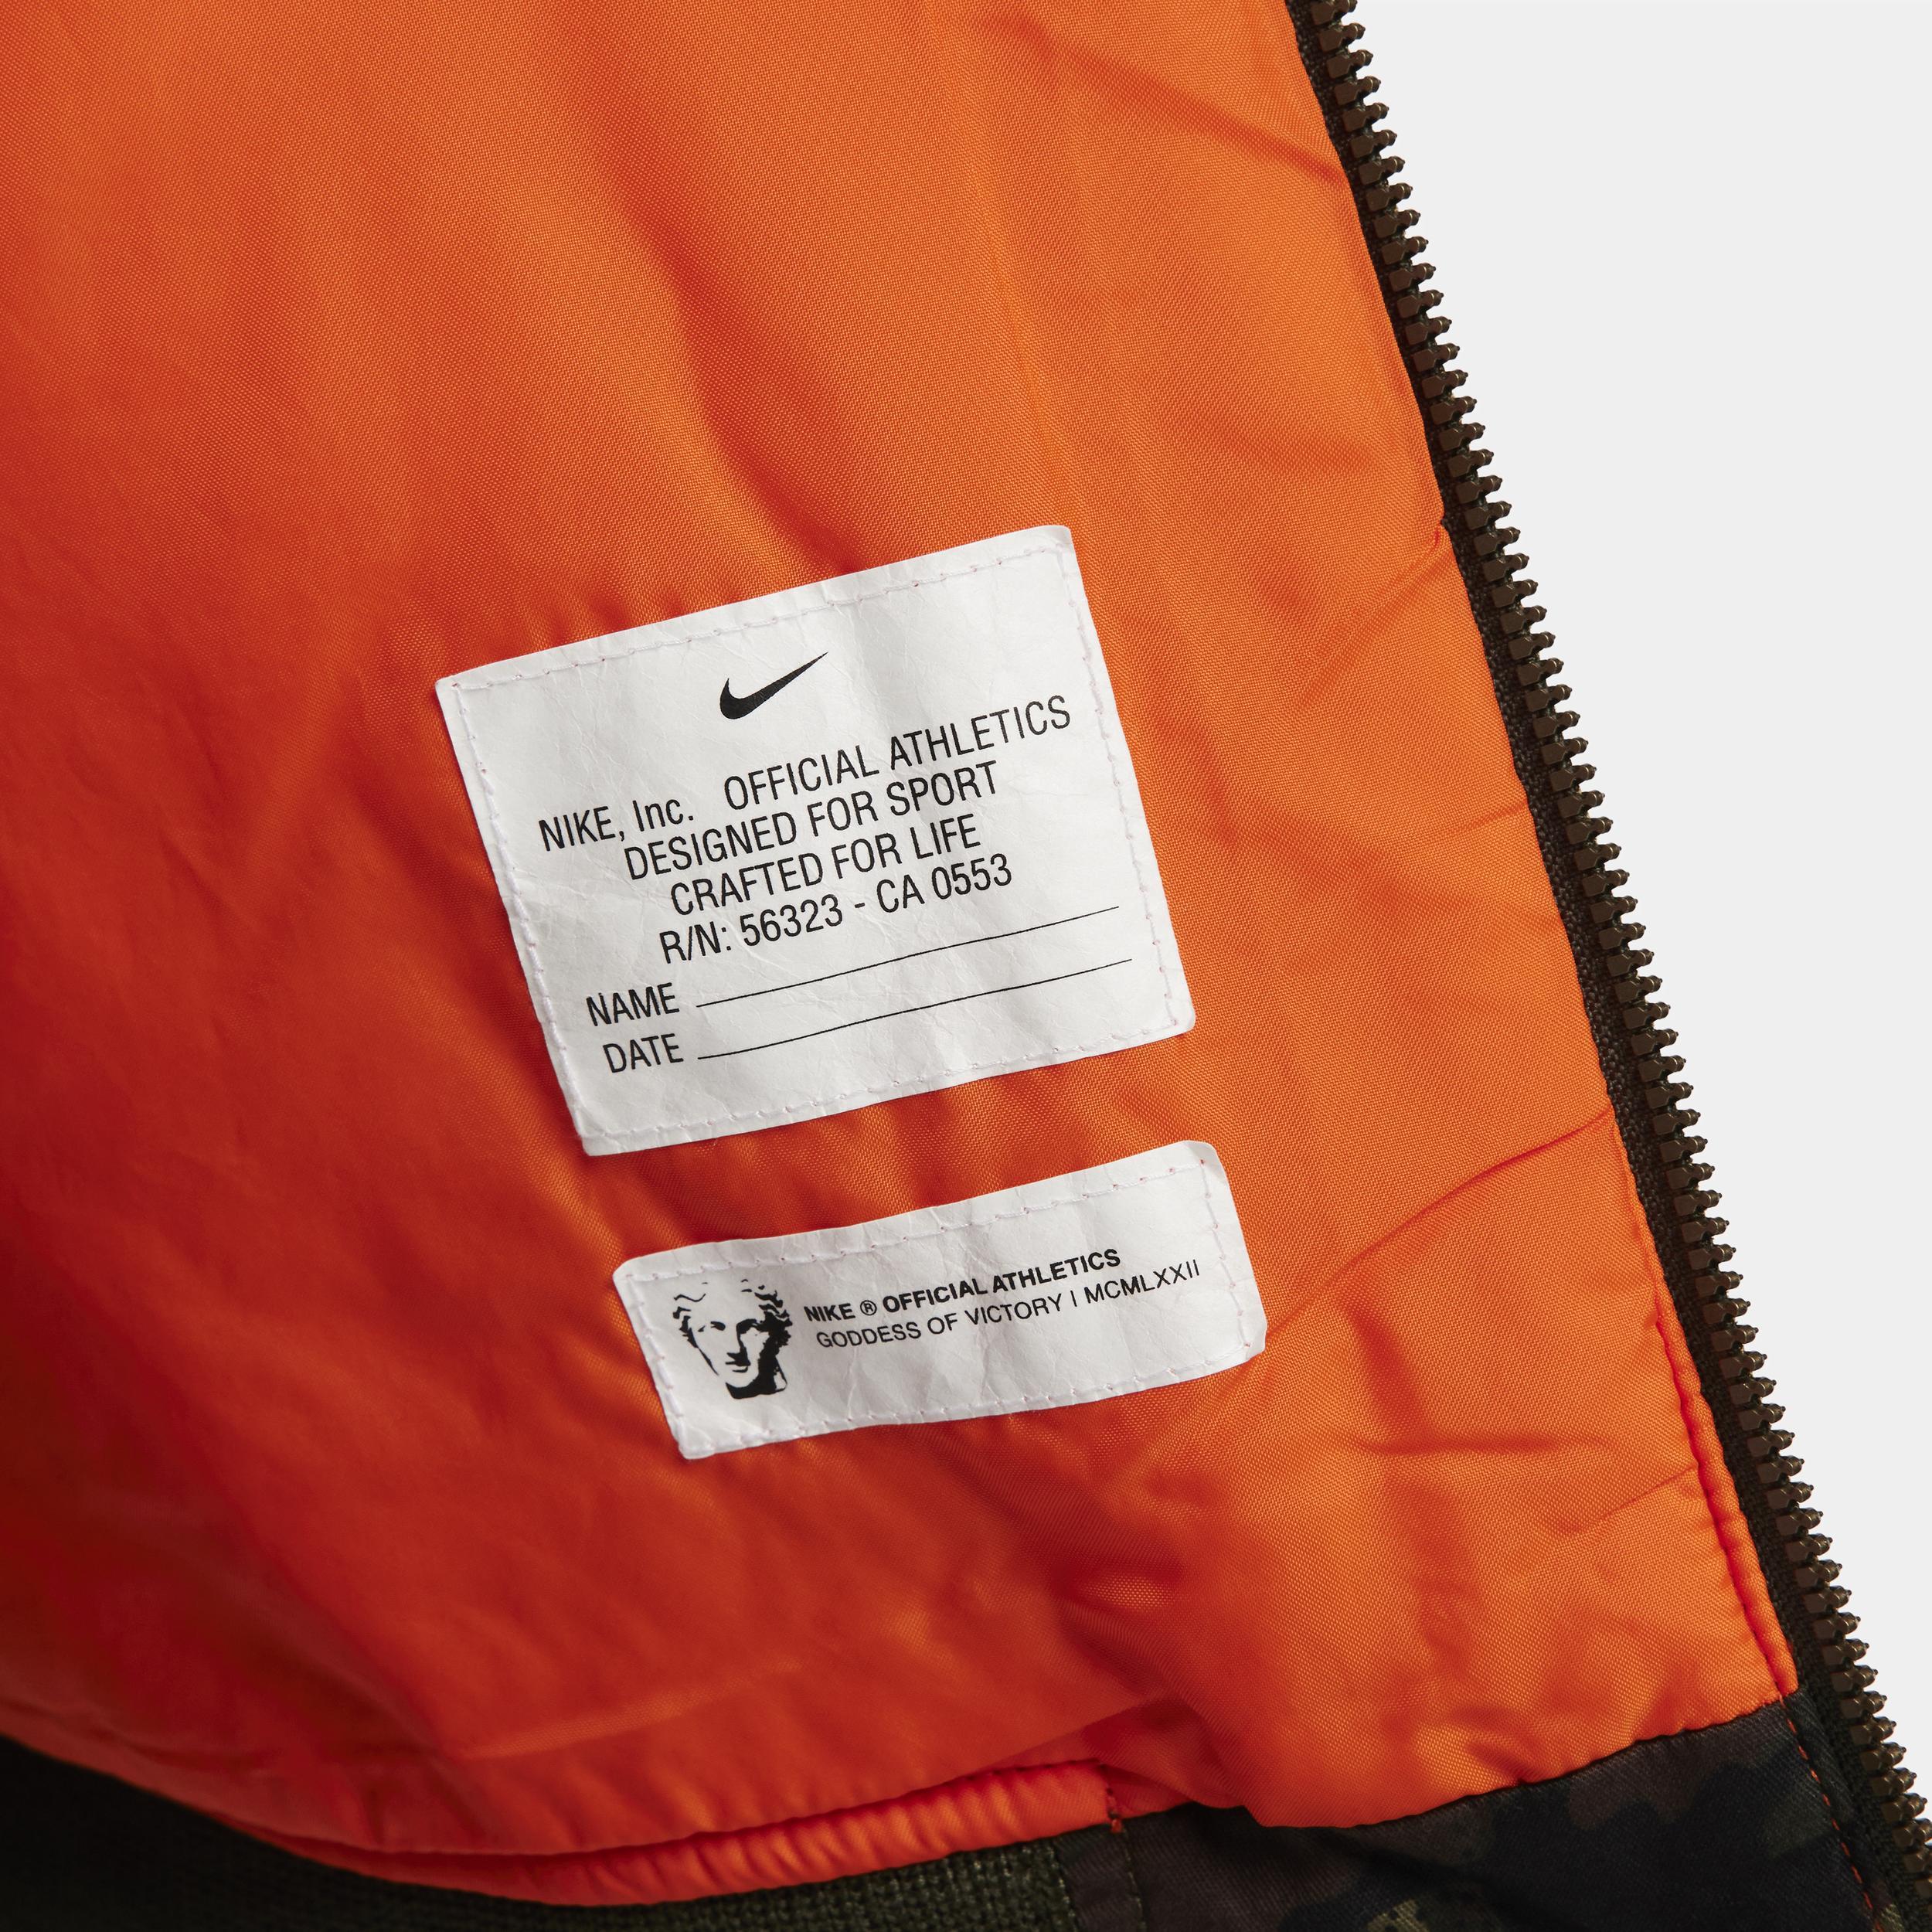 NIKE, Inc. OFFICIAL ATHLETICS
DESIGNED FOR SPORT
CRAFTED FOR LIFE
R/N: 56323 - CA 0553
NAME
DATE
NIKE ® OFFICIAL ATHLETICS
GODDESS OF VICTORY | MCMLXXII